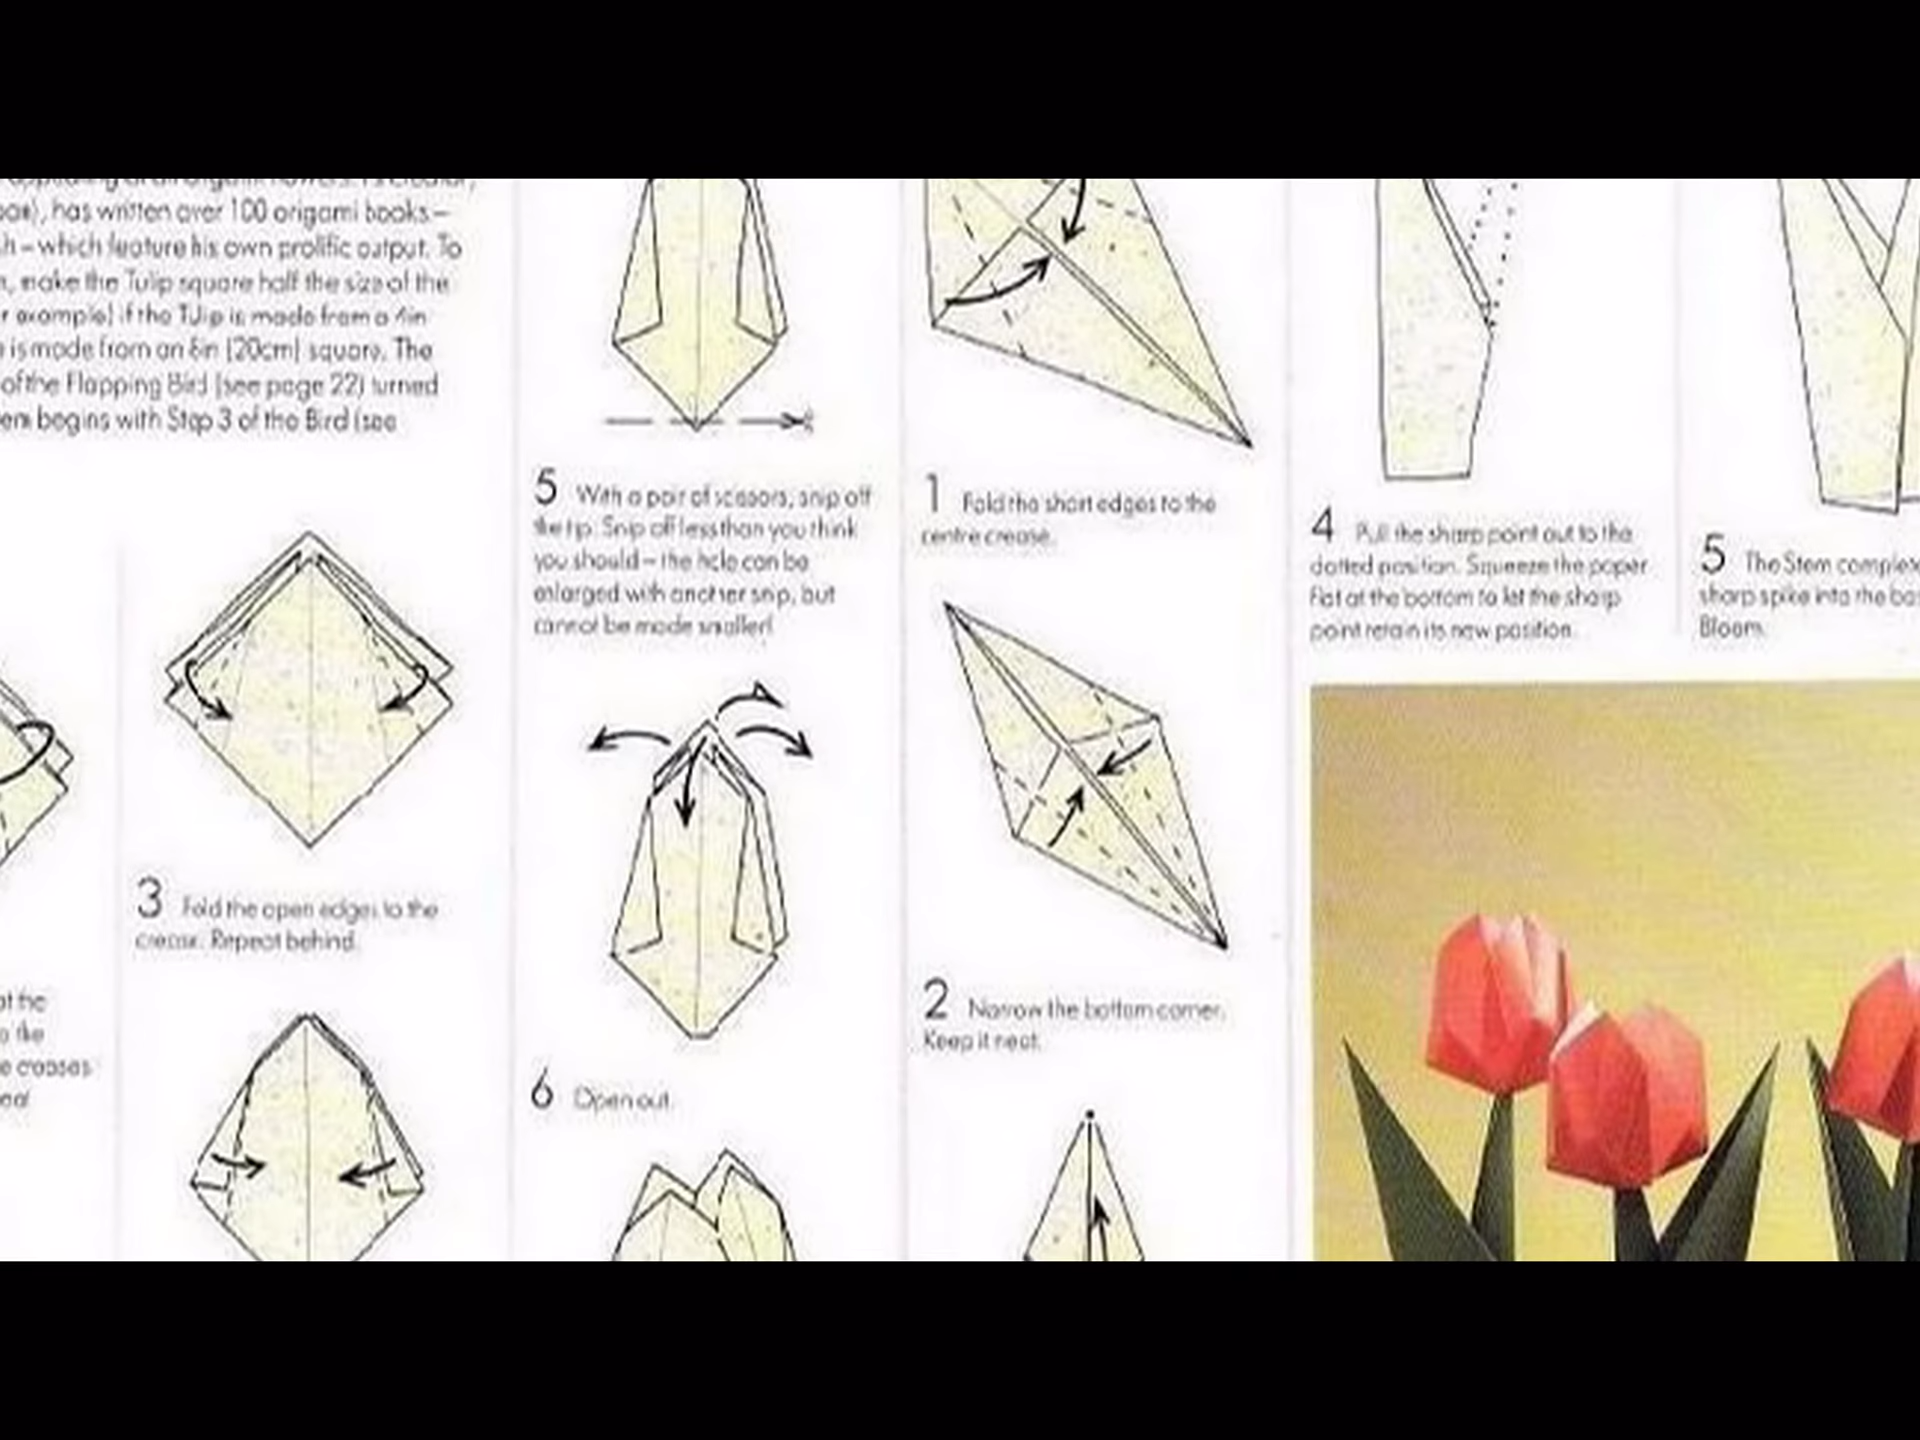 has written over 100 origami books–
–which feature his own prolific output. To
make the Tulip square half the size of the
example) if the Tulip is made from a 4in
is made from an 8in (20cm) square. The
of the Flapping Bird (see page 22) turned
begins with Step 3 of the Bird (see
3 Fold the open edges to the
crease. Repeat behind.
at the
the
creases
5 With a pair of scissors, snip off
the tip. Snip off less than you think
you should – the hole can be
enlarged with another snip, but
cannot be made smaller!
6 Open out.
1 Fold the short edges to the
centre crease.
2 Narrow the bottom corner.
Keep it neat.
4 Pull the sharp point out to the
dotted position. Squeeze the paper
flat at the bottom to let the sharp
point retain its new position.
5 The Stem complete
sharp spike into the
Bloom.